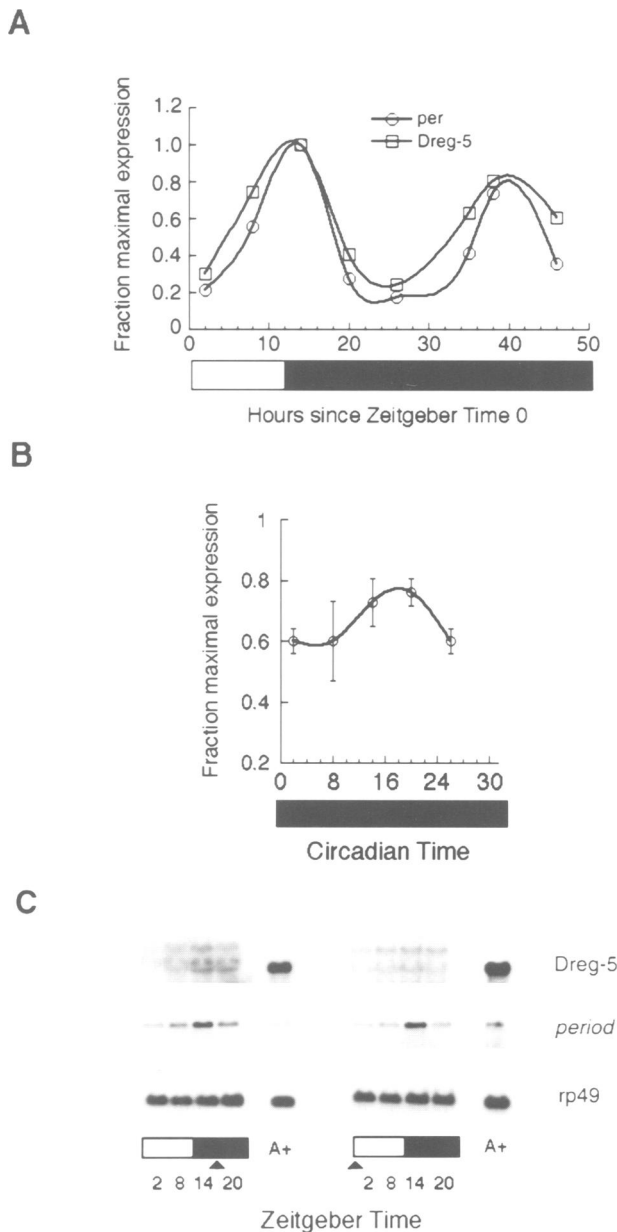 A
Fraction maximal expression
1.2
1.0
0.8
0.6
0.4
0.2
0
per
Dreg-5
0 10 20 30 40 50
Hours since Zeitgeber Time 0
B
Fraction maximal expression
1
0.8
0.6
0.4
0.2
0 8 16 24 30
Circadian Time
C
Dreg-5
period
rp49
A+ A+
2 8 14 20 2 8 14 20
Zeitgeber Time